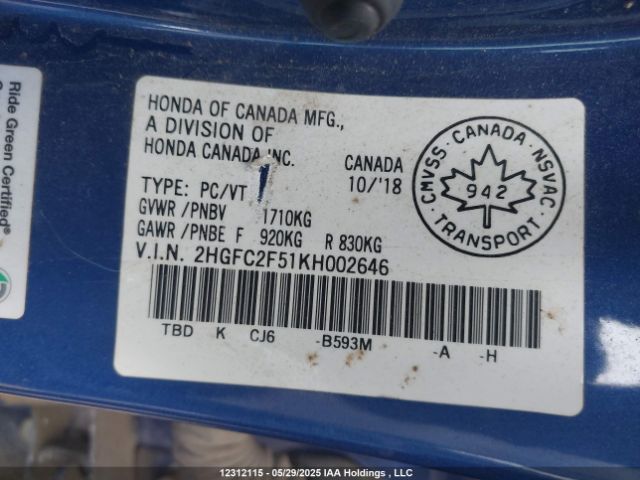 Ride Green Certified®
HONDA OF CANADA MFG.,
A DIVISION OF
HONDA CANADA INC.
CANADA
10/'18
TYPE: PC/VT
GVWR /PNBV 1710KG
GAWR /PNBE F 920KG R 830KG
V.I.N. 2HGFC2F51KH002646
TBD K CJ6 -B593M -A -H
CMVSS · CANADA · NSVAC
942
TRANSPORT
12312115 - 05/29/2025 IAA Holdings , LLC